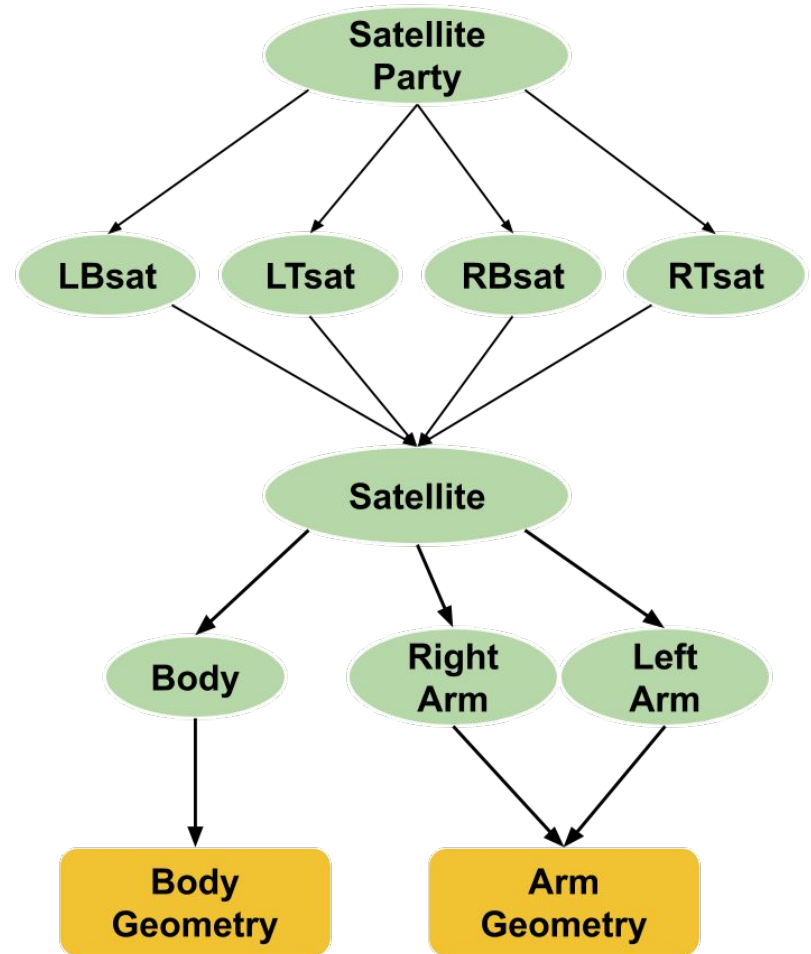 Satellite
Party
LBsat
LTsat
RBsat
RTsat
Satellite
Body
Right
Arm
Left
Arm
Body
Geometry
Arm
Geometry